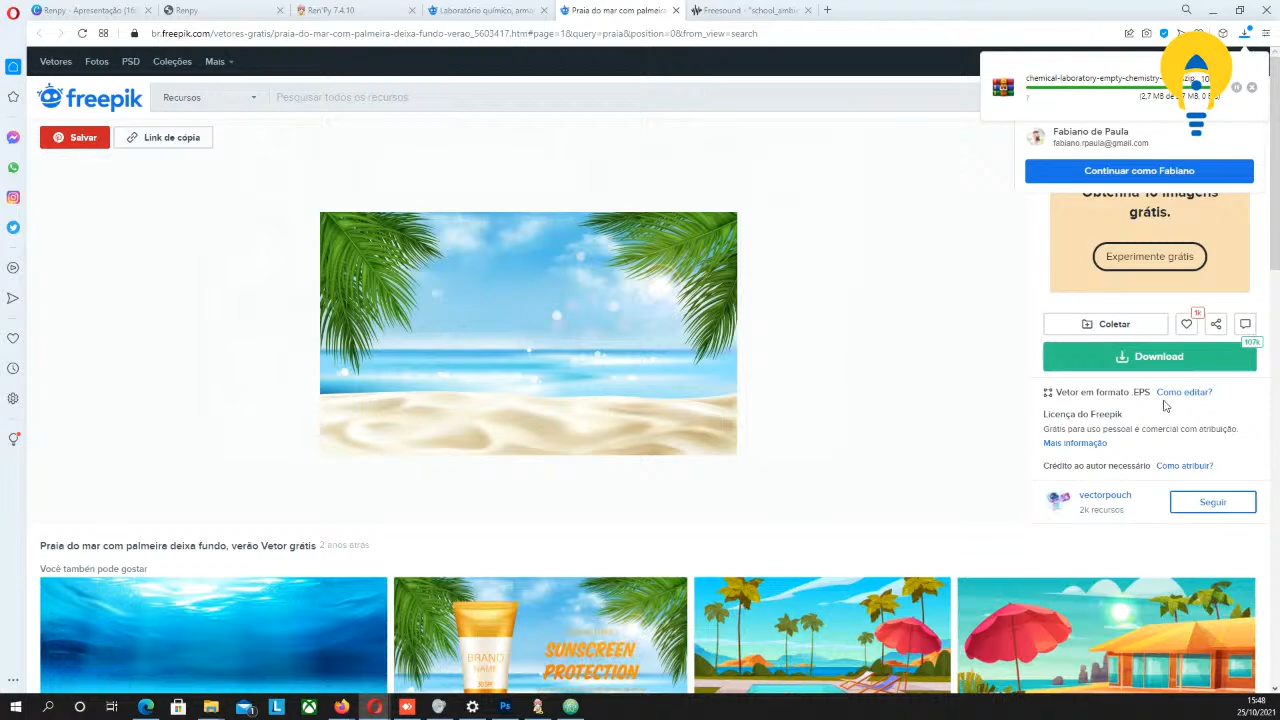 Renpy - Apresentação (1
Renpy
Ren'Py 7.4.10
Laboratório químico, arma
Praia do mar com palmeira
Freesound - "school_ambi
br.freepik.com/vetores-gratis/praia-do-mar-com-palmeira-deixa-fundo-verao_5603417.htm#page=1&query=praia&position=0&from_view=search
Vetores Fotos PSD Coleções Mais
freepik
Recursos
Pesquisar todos os recursos
Salvar
Link de cópia
Fabiano de Paula
fabiano.rpaula@gmail.com
Continuar como Fabiano
grátis.
Experimente grátis
Coletar
1k
107k
Download
Vetor em formato .EPS Como editar?
Licença do Freepik
Grátis para uso pessoal e comercial com atribuição.
Mais informação
Crédito ao autor necessário Como atribuir?
vectorpouch
2k recursos
Seguir
Praia do mar com palmeira deixa fundo, verão Vetor grátis 2 anos atrás
Você também pode gostar
BRAND
NAME
SUNSCREEN
PROTECTION
15:48
25/10/2021